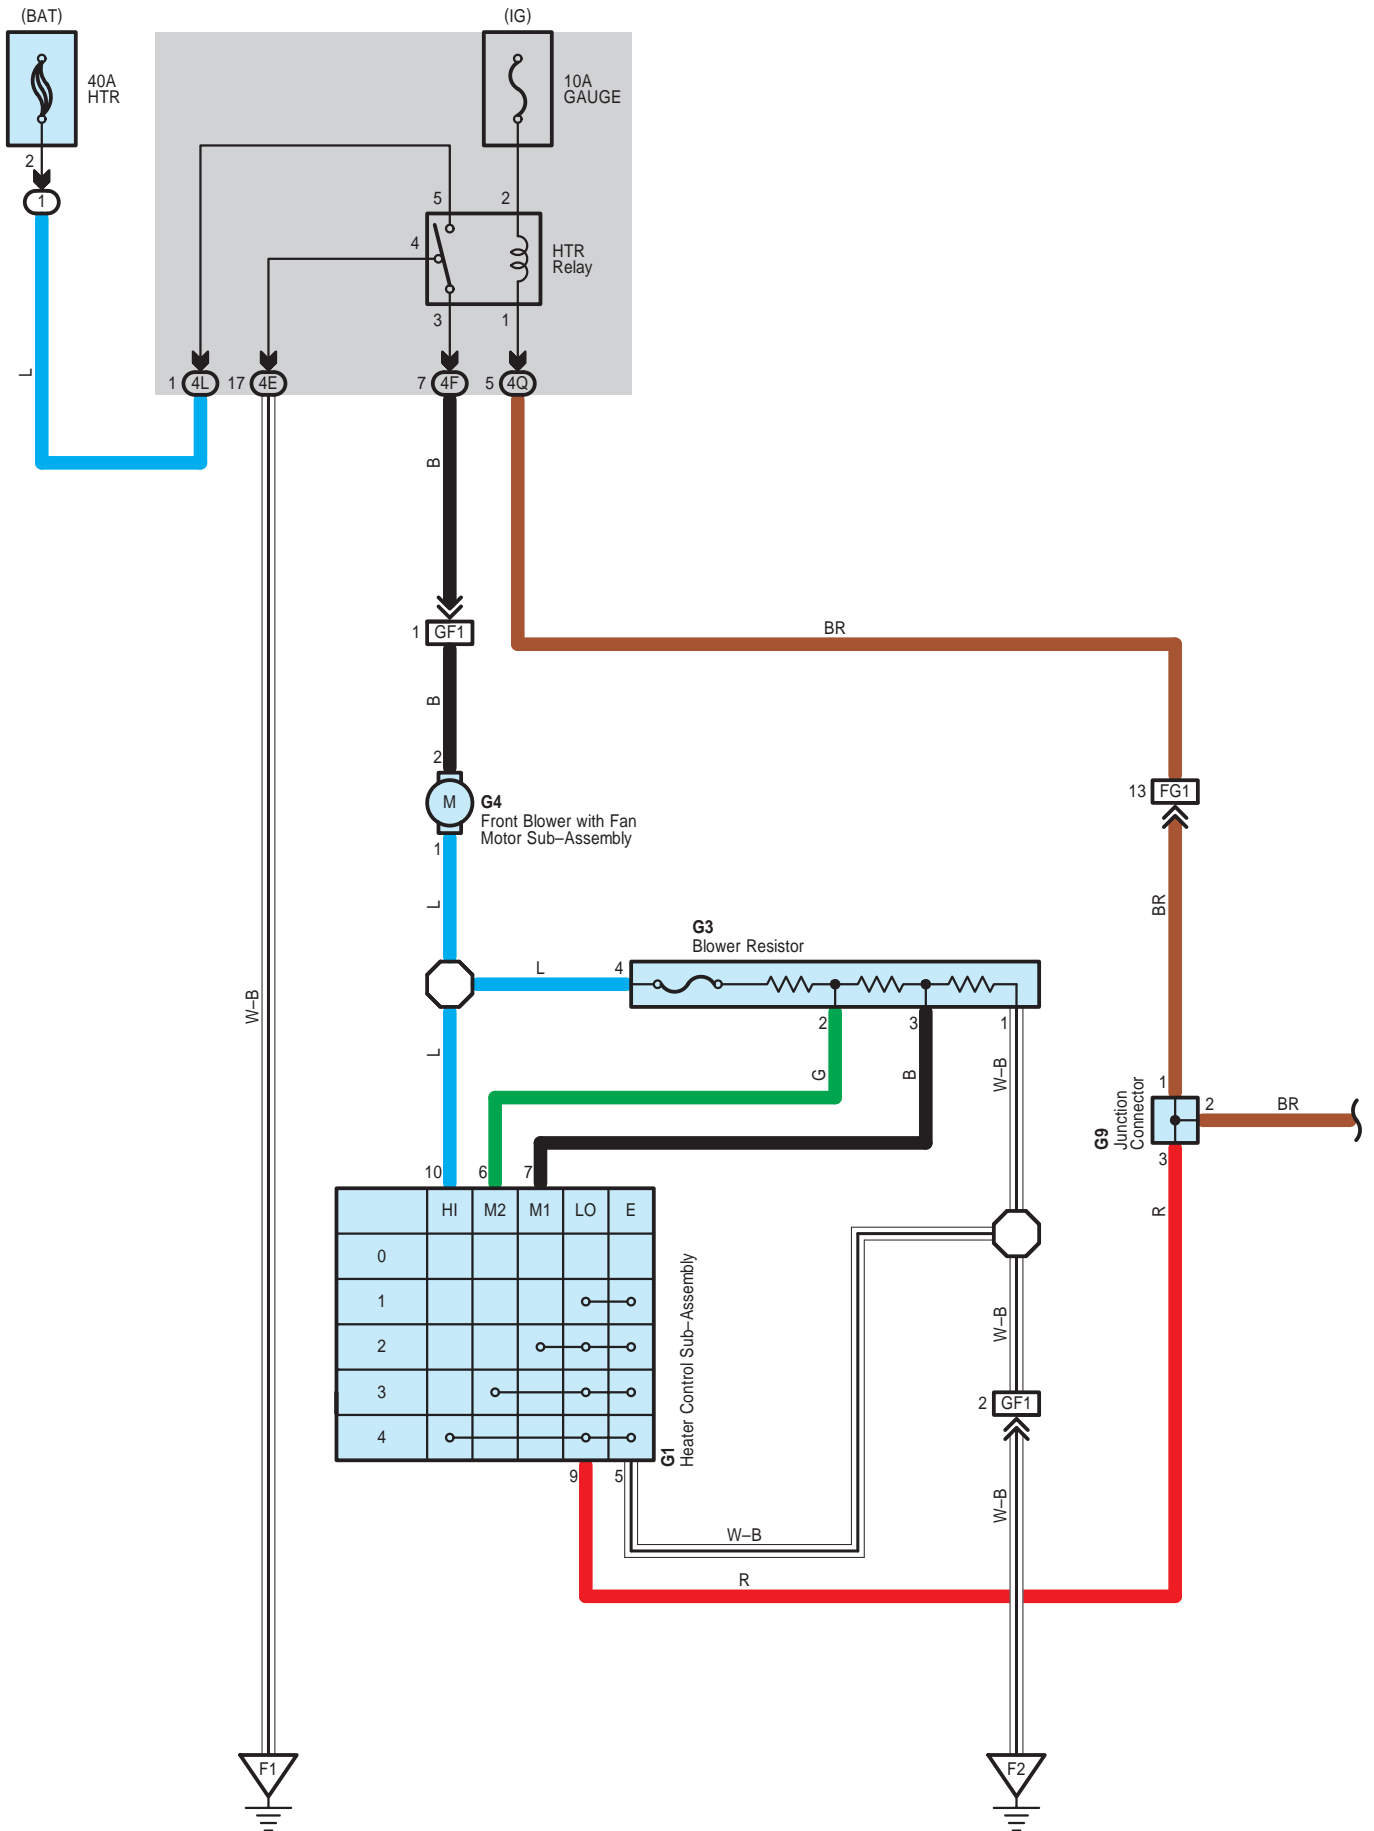 (BAT)
(IG)
40A
HTR
10A
GAUGE
2
1
5
2
4
HTR
Relay
3
1
L
1
4L
17
4E
7
4F
5
4Q
B
BR
1
GF1
B
2
M
G4
Front Blower with Fan
Motor Sub–Assembly
1
13
FG1
L
BR
G3
Blower Resistor
L
4
W–B
L
2
3
1
G
B
W–B
1
2
BR
G9
Junction
Connector
3
10
6
7
HI
M2
M1
LO
E
R
0
1
2
3
4
G1
Heater Control Sub–Assembly
W–B
2
GF1
9
5
W–B
W–B
R
F1
F2